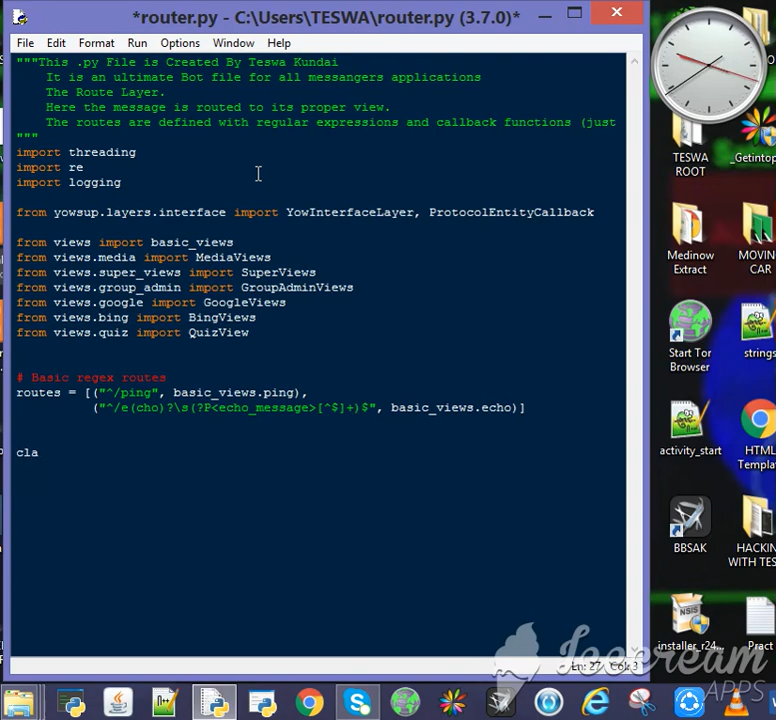 *router.py - C:\Users\TESWA\router.py (3.7.0)*
File Edit Format Run Options Window Help
"""This .py File is Created By Teswa Kundai
It is an ultimate Bot file for all messangers applications
The Route Layer.
Here the message is routed to its proper view.
The routes are defined with regular expressions and callback functions (just
"""
import threading
import re
import logging
from yowsup.layers.interface import YowInterfaceLayer, ProtocolEntityCallback
from views import basic_views
from views.media import MediaViews
from views.super_views import SuperViews
from views.group_admin import GroupAdminViews
from views.google import GoogleViews
from views.bing import BingViews
from views.quiz import QuizView
# Basic regex routes
routes = [("^/ping", basic_views.ping),
("^/e(cho)?\s(?P<echo_message>[^$]+)$", basic_views.echo)]
cla
Ln: 27 Col: 3
TESWA
ROOT
_Getintop
Medinow
Extract
MOVIN
CAR
Start Tor
Browser
strings
activity_start
HTML
Templa
BBSAK
HACKIN
WITH TES
installer_r24...
Pract
Icecream
APPS